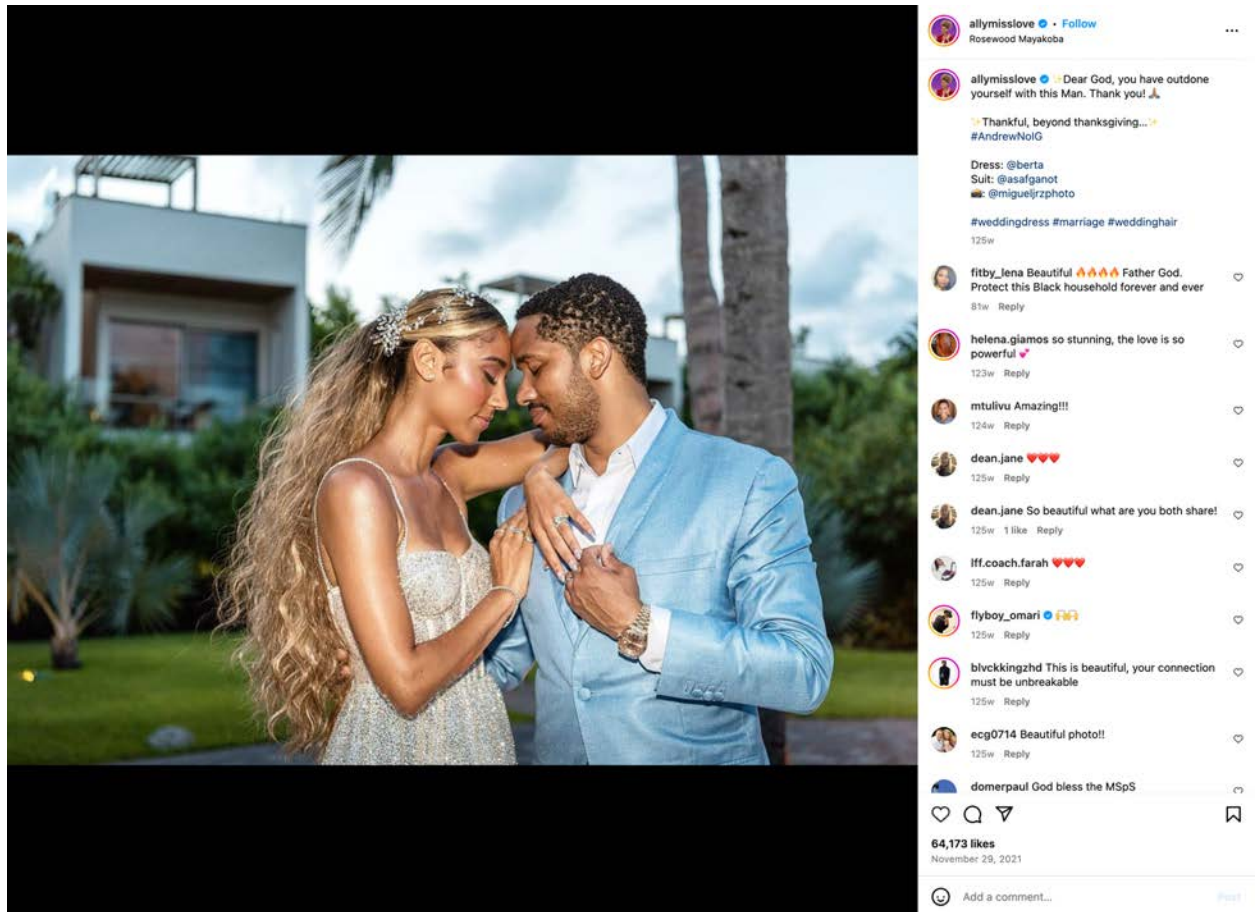 allymisslove • Follow
Rosewood Mayakoba
allymisslove ✨Dear God, you have outdone
yourself with this Man. Thank you! 🙏🏽
✨Thankful, beyond thanksgiving...✨
#AndrewNoIG
Dress: @berta
Suit: @asafganot
📸: @migueljrzphoto
#weddingdress #marriage #weddinghair
125w
fitby_lena Beautiful 🔥🔥🔥🔥 Father God.
Protect this Black household forever and ever
81w Reply
helena.giamos so stunning, the love is so
powerful 💕
123w Reply
mtulivu Amazing!!!
124w Reply
dean.jane ❤️❤️❤️
125w Reply
dean.jane So beautiful what are you both share!
125w 1 like Reply
lff.coach.farah ❤️❤️❤️
125w Reply
flyboy_omari 🙌🙌
125w Reply
blvckkingzhd This is beautiful, your connection
must be unbreakable
125w Reply
ecg0714 Beautiful photo!!
125w Reply
domerpaul God bless the MSpS
64,173 likes
November 29, 2021
Add a comment...
Post